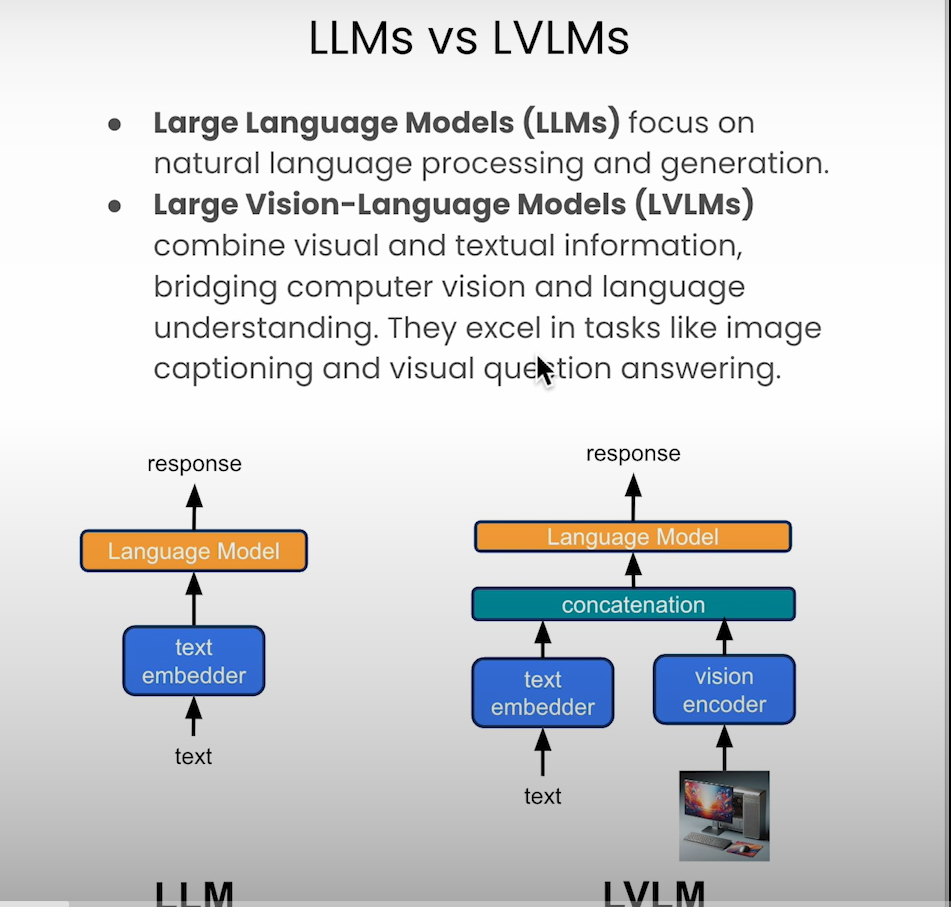 LLMs vs LVLMs
● Large Language Models (LLMs) focus on
natural language processing and generation.
● Large Vision-Language Models (LVLMs)
combine visual and textual information,
bridging computer vision and language
understanding. They excel in tasks like image
captioning and visual question answering.
response
Language Model
text
embedder
text
LLM
response
Language Model
concatenation
text
embedder
vision
encoder
text
LVLM